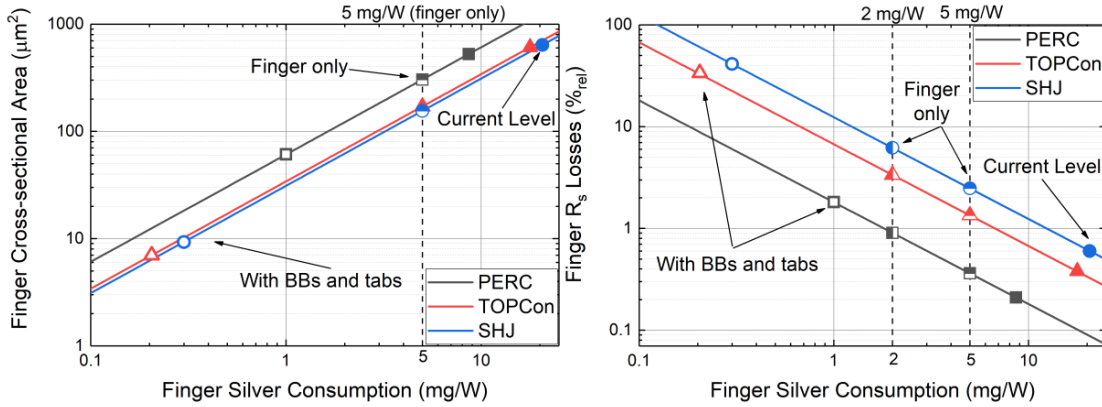 5 mg/W (finger only)
1000
100
10
1
0.1
1
5
10
Finger Cross-sectional Area (μm²)
Finger Silver Consumption (mg/W)
Finger only
Current Level
With BBs and tabs
PERC
TOPCon
SHJ
2 mg/W
5 mg/W
100
10
1
0.1
0.1
1
2
5
10
Finger Rₛ Losses (%rel)
Finger Silver Consumption (mg/W)
PERC
TOPCon
SHJ
Finger
only
Current Level
With BBs and tabs